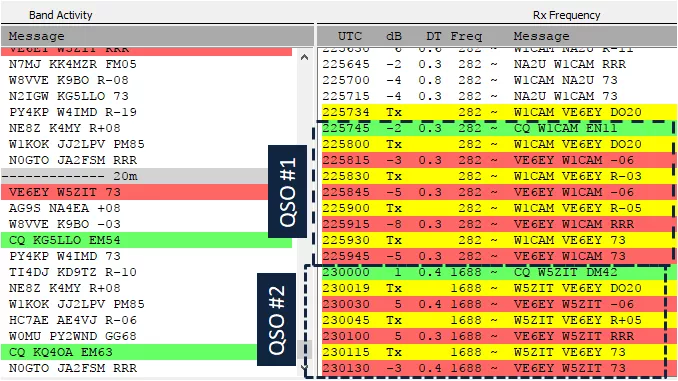 Band Activity
Message
VE6EY W5ZIT RRR
N7MJ KK4MZR FM05
W8VVE K9BO R-08
N2IGW KG5LLO 73
PY4KP W4IMD R-19
NE8Z K4MY R+08
W1KOK JJ2LPV PM85
N0GTO JA2FSM RRR
------------- 20m
VE6EY W5ZIT 73
AG9S NA4EA +08
W8VVE K9BO -03
CQ KG5LLO EM54
PY4KP W4IMD 73
TI4DJ KD9TZ R-10
NE8Z K4MY R+08
W1KOK JJ2LPV PM85
HC7AE AE4VJ R-06
W0MU PY2WND GG68
CQ KQ4OA EM63
N0GTO JA2FSM RRR
Rx Frequency
UTC dB DT Freq Message
225630 6 0.6 282 ~ W1CAM NA2U R-11
225645 -2 0.3 282 ~ NA2U W1CAM RRR
225700 -4 0.8 282 ~ W1CAM NA2U 73
225715 -4 0.3 282 ~ NA2U W1CAM 73
225734 Tx 282 ~ W1CAM VE6EY DO20
225745 -2 0.3 282 ~ CQ W1CAM EN11
225800 Tx 282 ~ W1CAM VE6EY DO20
225815 -3 0.3 282 ~ VE6EY W1CAM -06
225830 Tx 282 ~ W1CAM VE6EY R-03
225845 -5 0.3 282 ~ VE6EY W1CAM -06
225900 Tx 282 ~ W1CAM VE6EY R-05
225915 -8 0.3 282 ~ VE6EY W1CAM RRR
225930 Tx 282 ~ W1CAM VE6EY 73
225945 -5 0.3 282 ~ VE6EY W1CAM 73
230000 1 0.4 1688 ~ CQ W5ZIT DM42
230019 Tx 1688 ~ W5ZIT VE6EY DO20
230030 5 0.4 1688 ~ VE6EY W5ZIT -06
230045 Tx 1688 ~ W5ZIT VE6EY R+05
230100 5 0.3 1688 ~ VE6EY W5ZIT RRR
230115 Tx 1688 ~ W5ZIT VE6EY 73
230130 -3 0.4 1688 ~ VE6EY W5ZIT 73
QSO #1
QSO #2